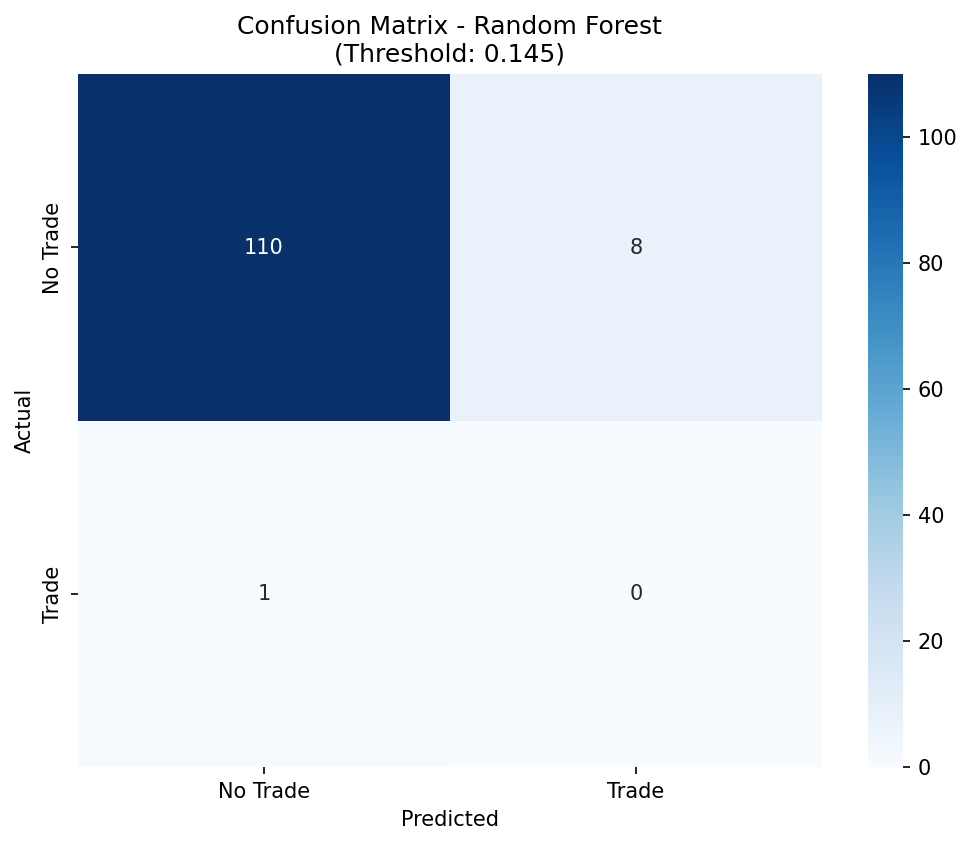 Confusion Matrix - Random Forest
(Threshold: 0.145)
No Trade
Trade
Actual
110
8
1
0
No Trade
Trade
Predicted
100
80
60
40
20
0